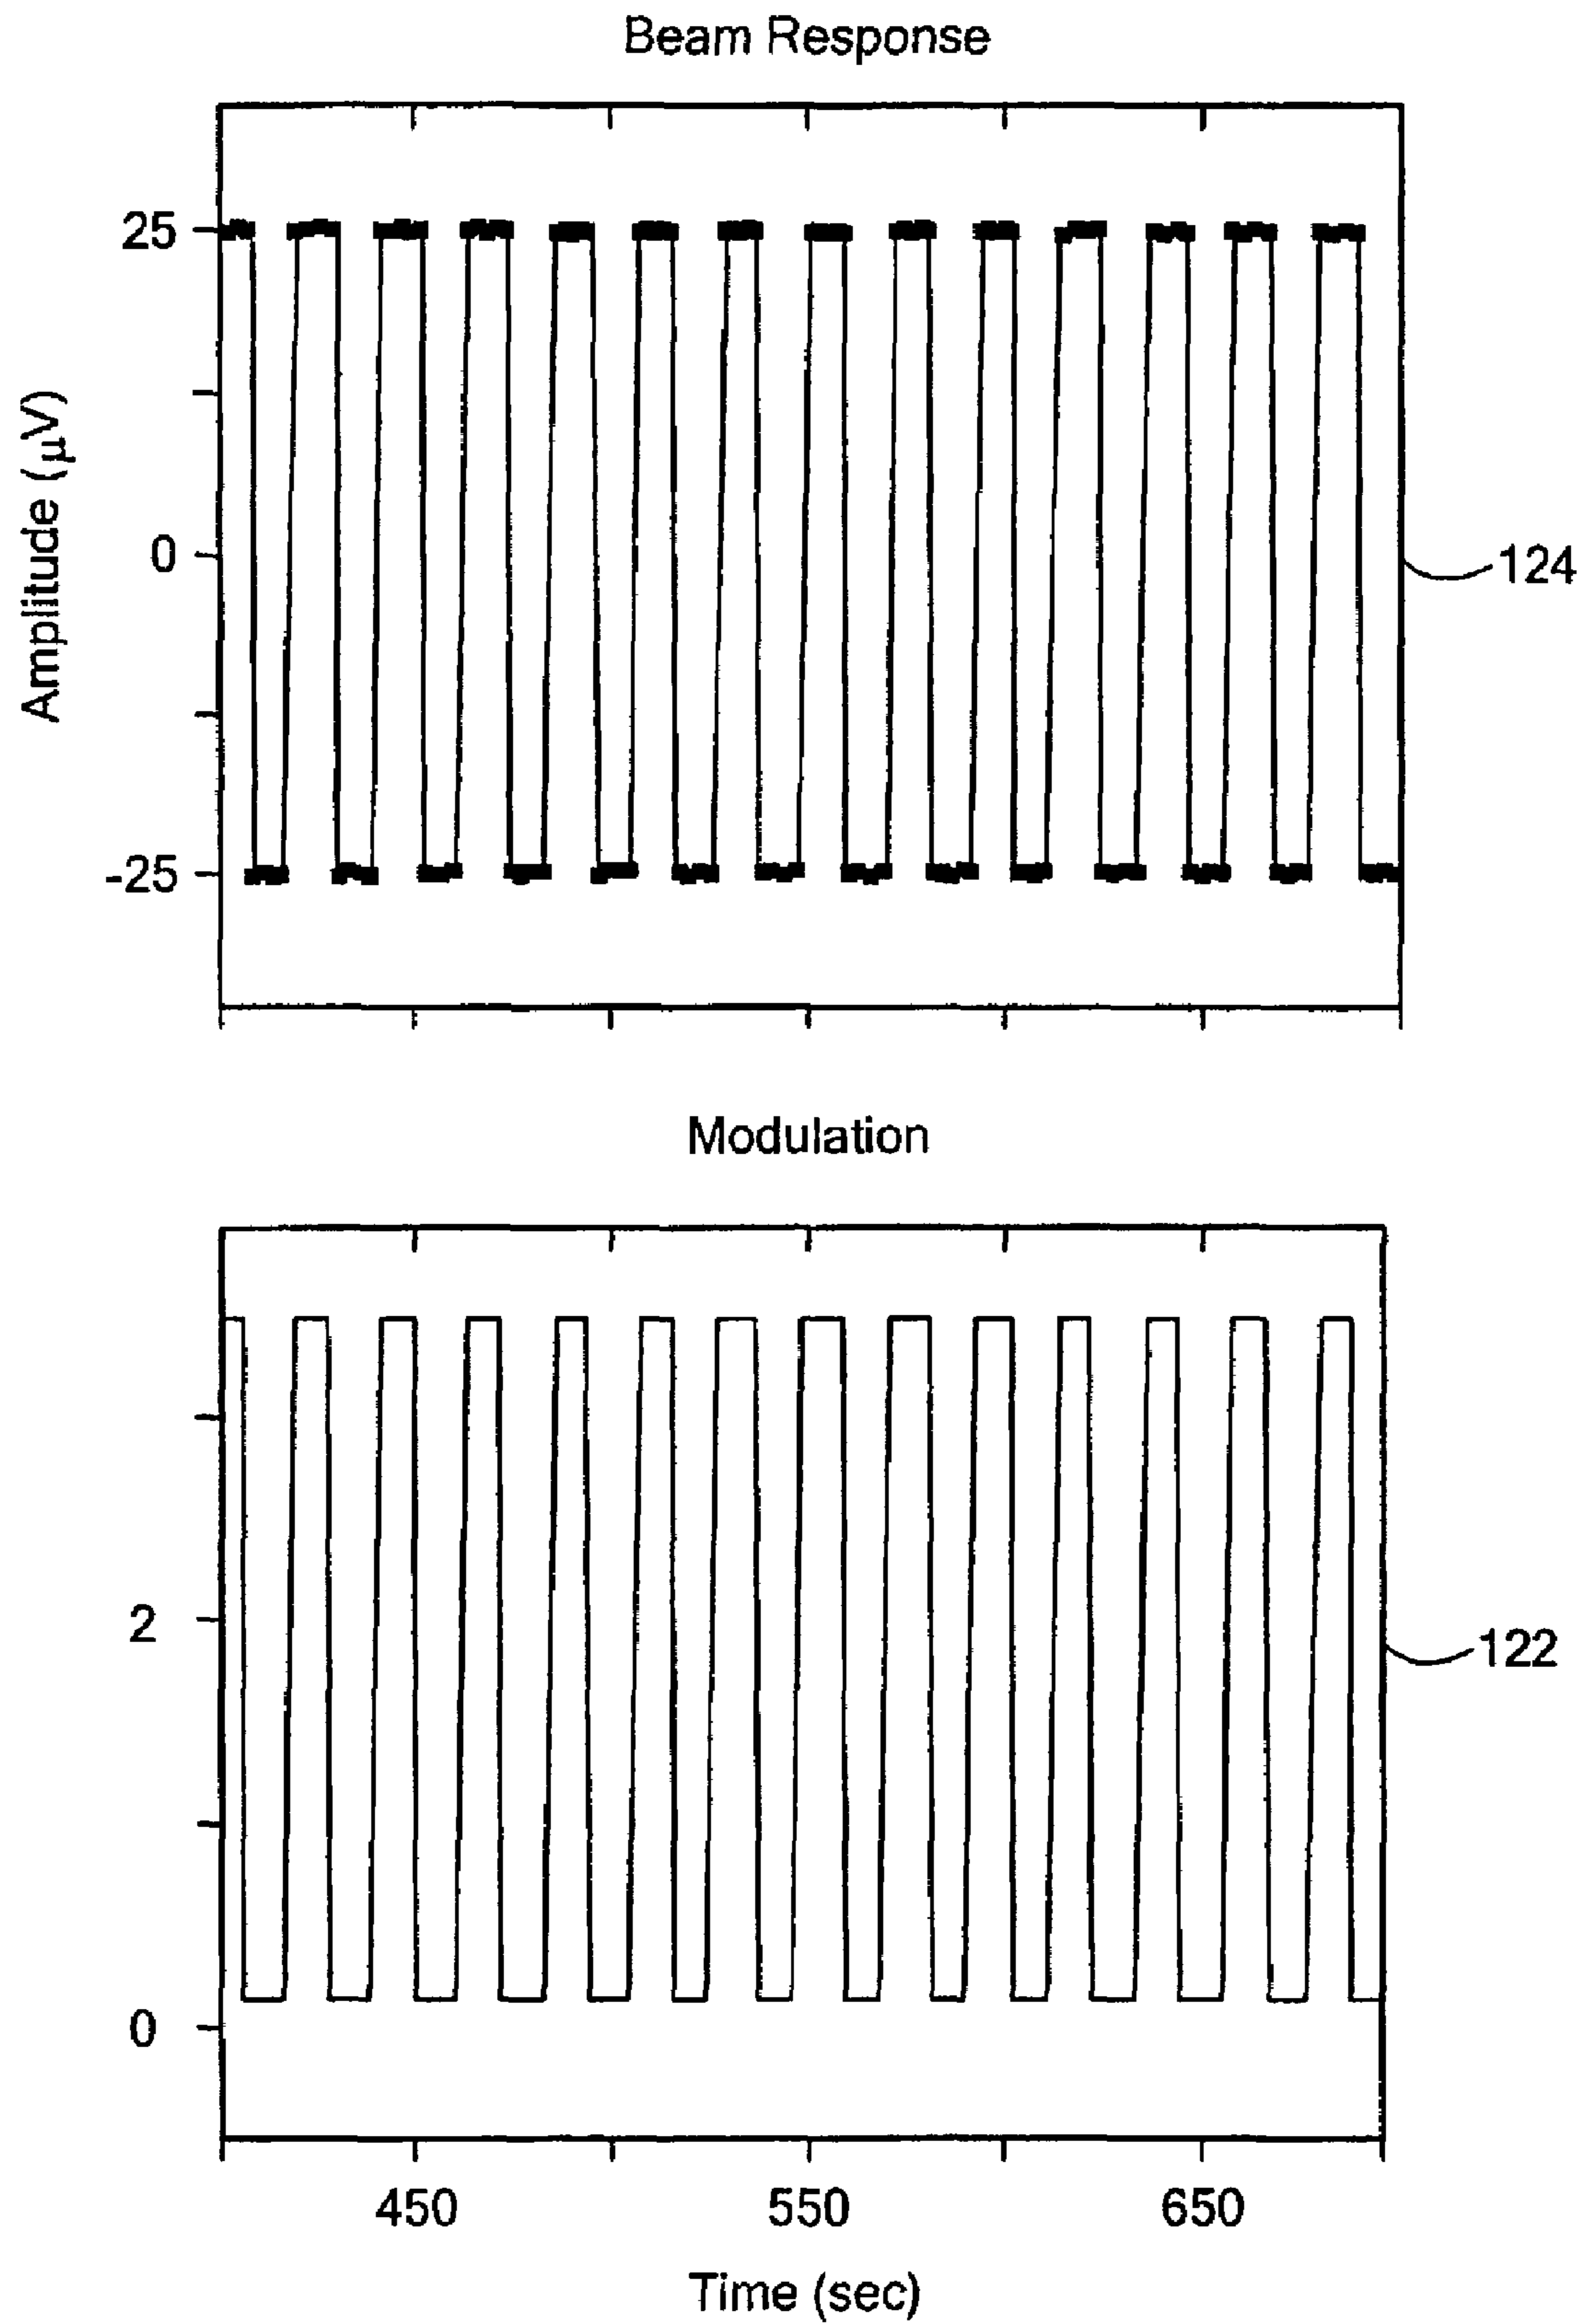 Beam Response
25
0
-25
Amplitude (μV)
124
Modulation
2
0
122
450 550 650
Time (sec)